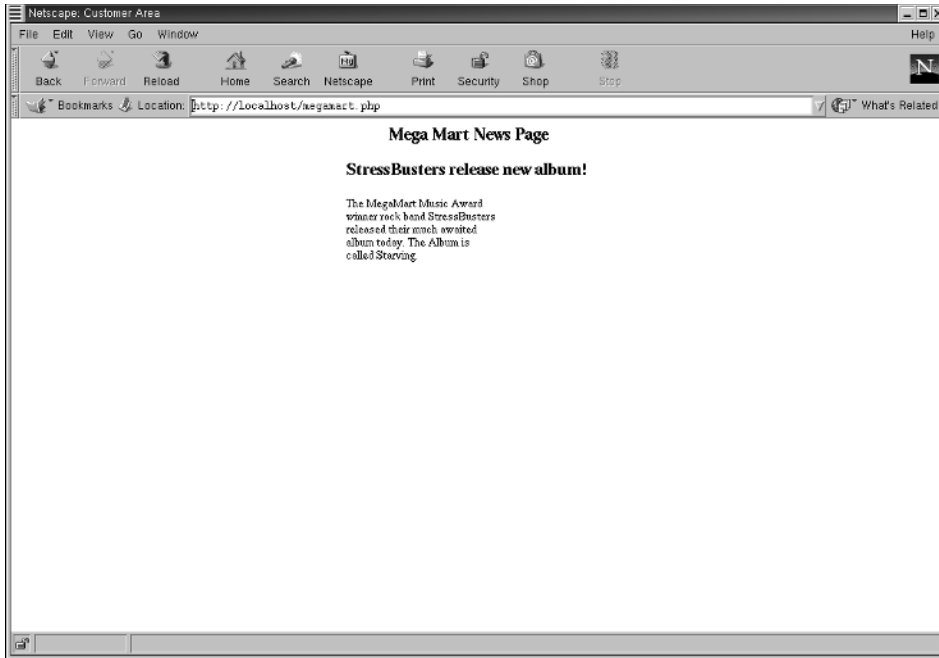 Netscape: Customer Area
File Edit View Go Window Help
Back Forward Reload Home Search Netscape Print Security Shop Stop
N
Bookmarks Location: http://localhost/megamart.php What's Related
Mega Mart News Page
StressBusters release new album!
The MegaMart Music Award
winner rock band StressBusters
released their much awaited
album today. The Album is
called Starving.